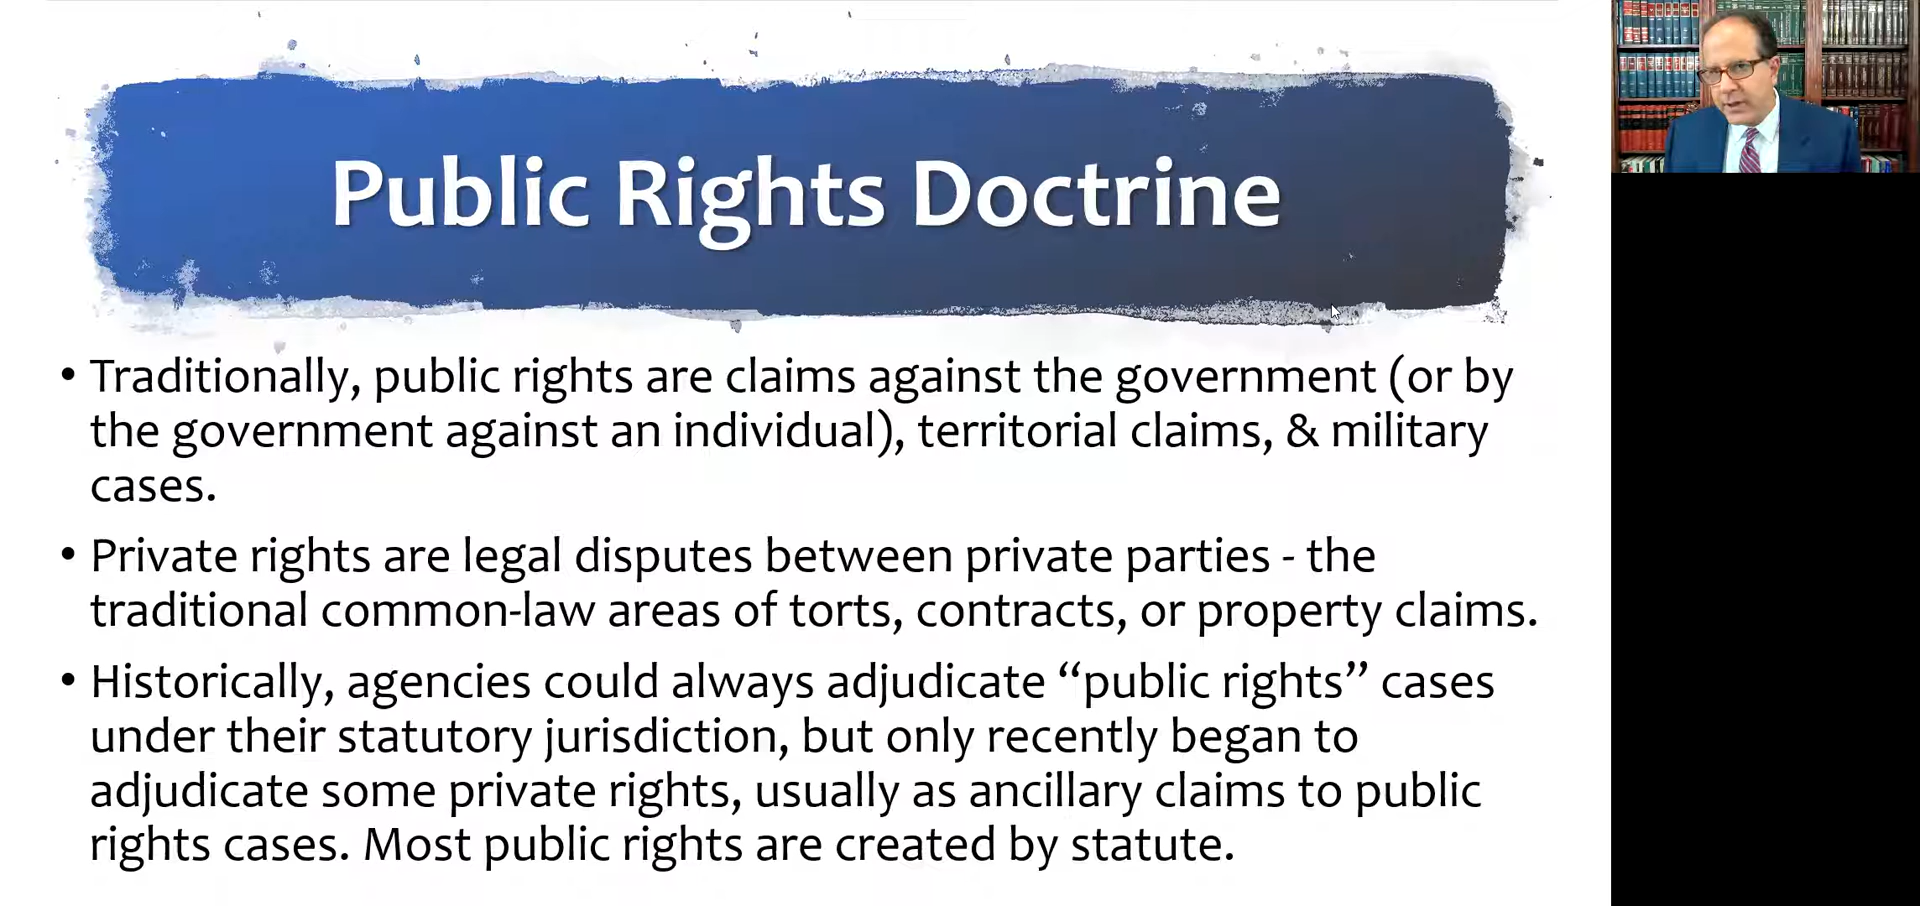 Public Rights Doctrine
• Traditionally, public rights are claims against the government (or by
the government against an individual), territorial claims, & military
cases.
• Private rights are legal disputes between private parties - the
traditional common-law areas of torts, contracts, or property claims.
• Historically, agencies could always adjudicate “public rights” cases
under their statutory jurisdiction, but only recently began to
adjudicate some private rights, usually as ancillary claims to public
rights cases. Most public rights are created by statute.